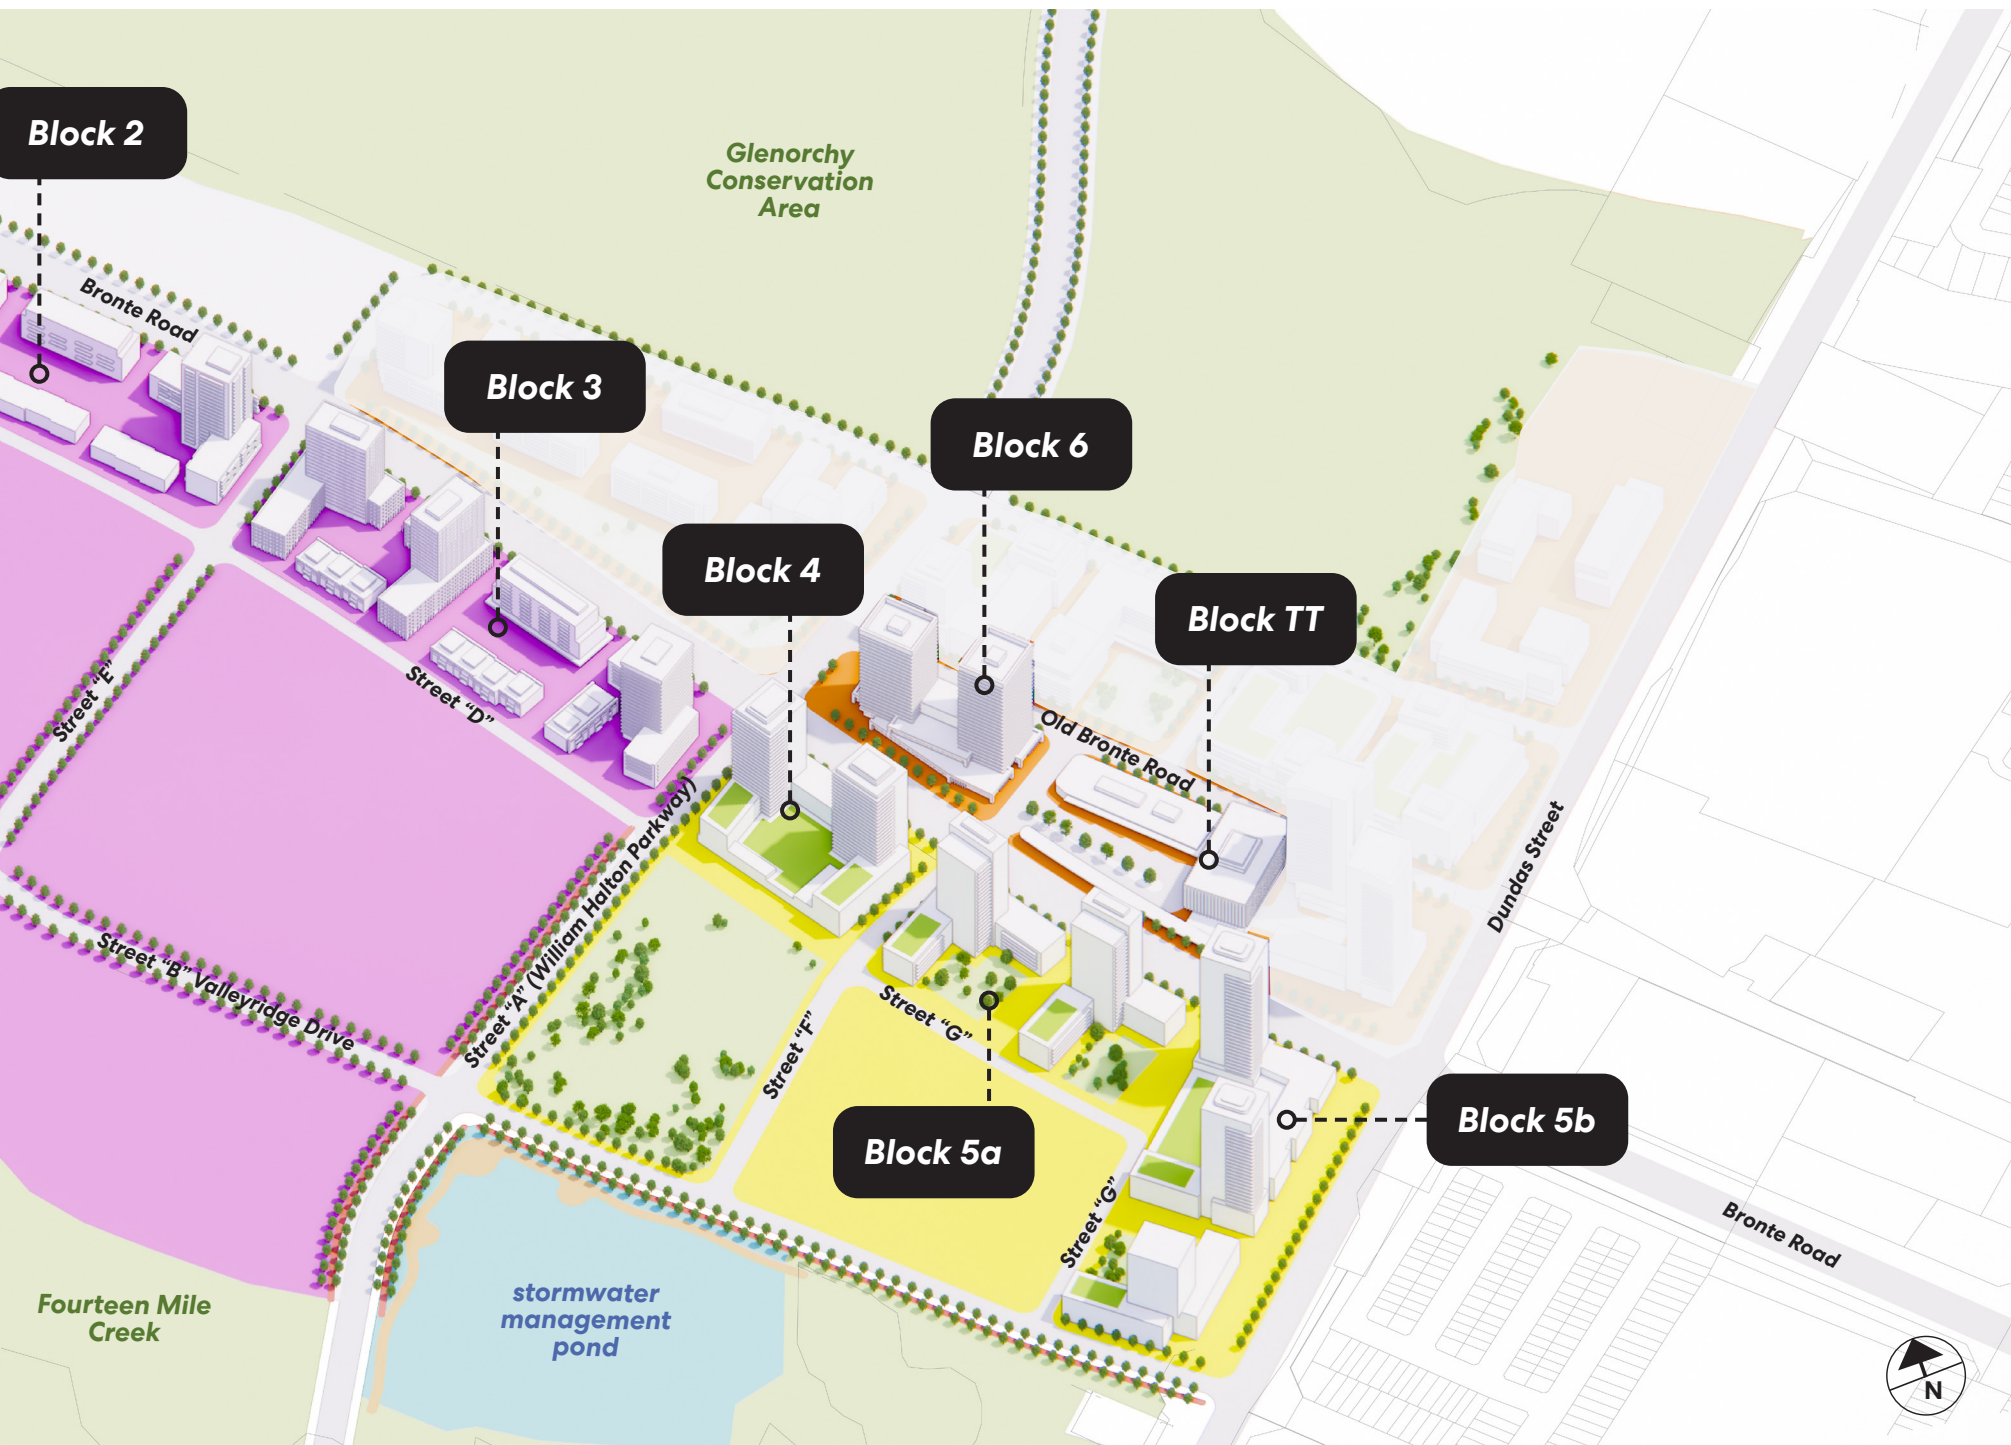 Block 2
Glenorchy
Conservation
Area
Bronte Road
Block 3
Block 6
Block 4
Block TT
Street “E”
Street “D”
Old Bronte Road
Street “A” (William Halton Parkway)
Dundas Street
Street “B” Valleyridge Drive
Street “G”
Street “F”
Block 5a
Block 5b
Street “G”
Bronte Road
Fourteen Mile
Creek
stormwater
management
pond
N